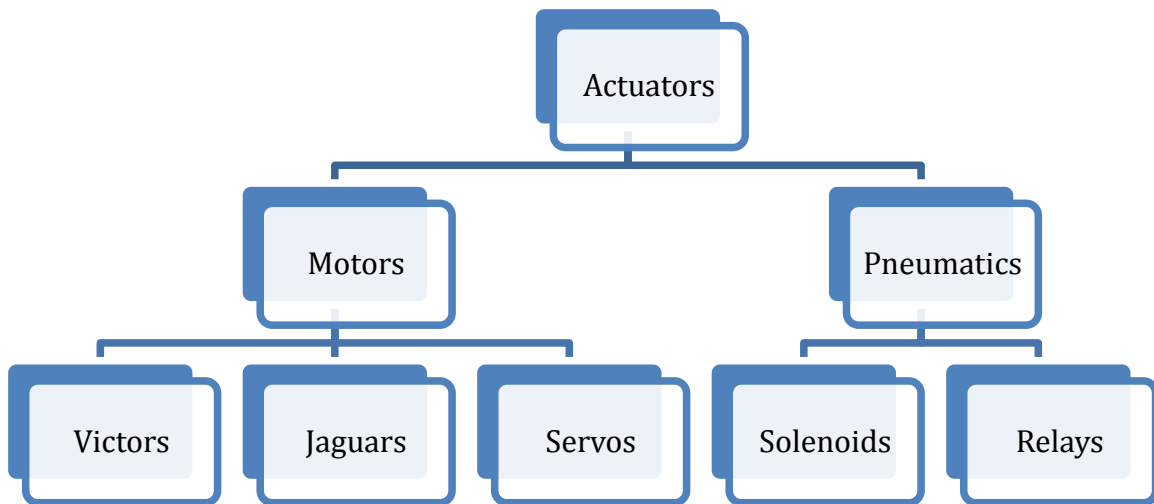 Actuators
Motors
Pneumatics
Victors
Jaguars
Servos
Solenoids
Relays